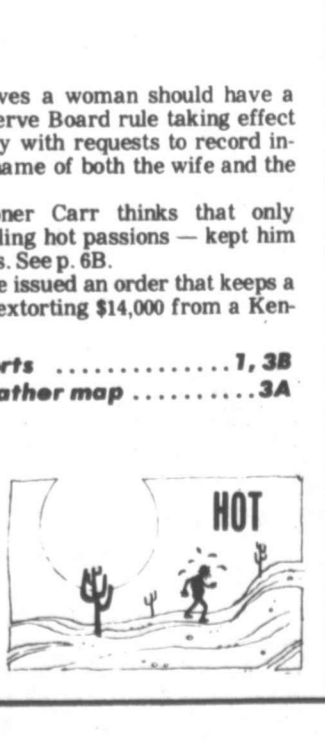 ves a woman should have a
erve Board rule taking effect
y with requests to record in-
name of both the wife and the
ner Carr thinks that only
ling hot passions — kept him
s. See p. 6B.
e issued an order that keeps a
extorting $14,000 from a Ken-
rts .............. 1, 3B
ather map .......... 3A
HOT